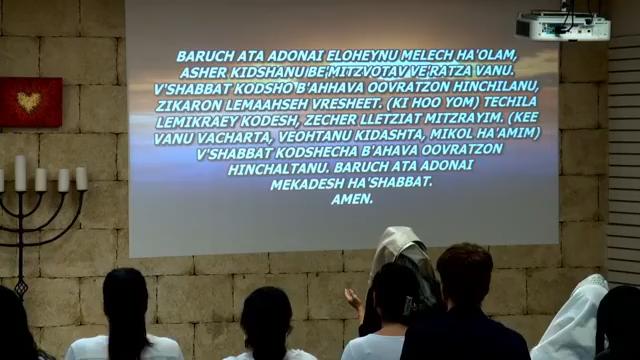 BARUCH ATA ADONAI ELOHEYNU MELECH HA'OLAM,
ASHER KIDSHANU BE'MITZVOTAV VE'RATZA VANU.
V'SHABBAT KODSHO B'AHHAVA OOVRATZON HINCHILANU,
ZIKARON LEMAAHSEH VRESHEET. (KI HOO YOM) TECHILA
LEMIKRAEY KODESH, ZECHER LLETZIAT MITZRAYIM. (KEE
VANU VACHARTA, VEOHTANU KIDASHTA, MIKOL HA'AMIM)
V'SHABBAT KODSHECHA B'AHAVA OOVRATZON
HINCHALTANU. BARUCH ATA ADONAI
MEKADESH HA'SHABBAT.
AMEN.